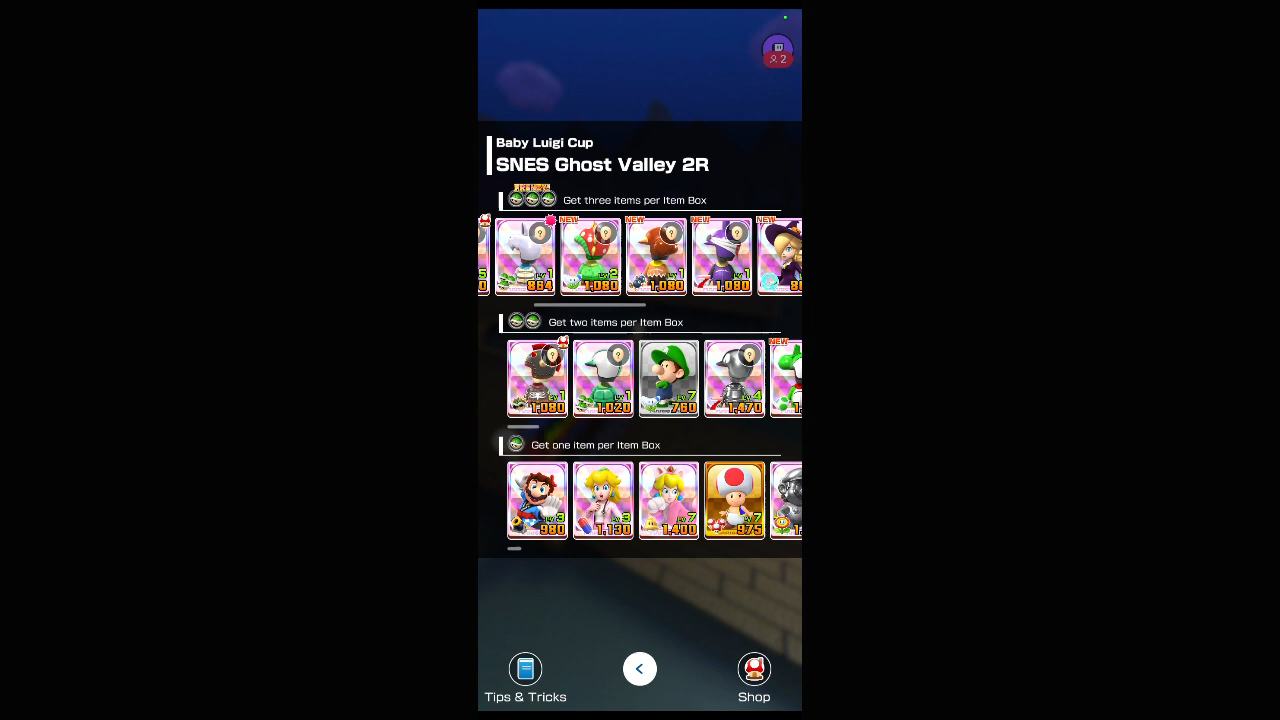 2
Baby Luigi Cup
SNES Ghost Valley 2R
FRENZY!
Get three items per Item Box
NEW NEW NEW NEW
5 Lv 1 Lv 2 Lv 1 Lv 1
0 864 1,080 1,080 1,080
Get two items per Item Box
NEW
Lv 1 Lv 1 Lv 7 Lv 4
1,080 1,020 760 1,470
Get one item per Item Box
Lv 3 Lv 3 Lv 7 Lv 7
980 1,130 1,400 975
Tips & Tricks
Shop